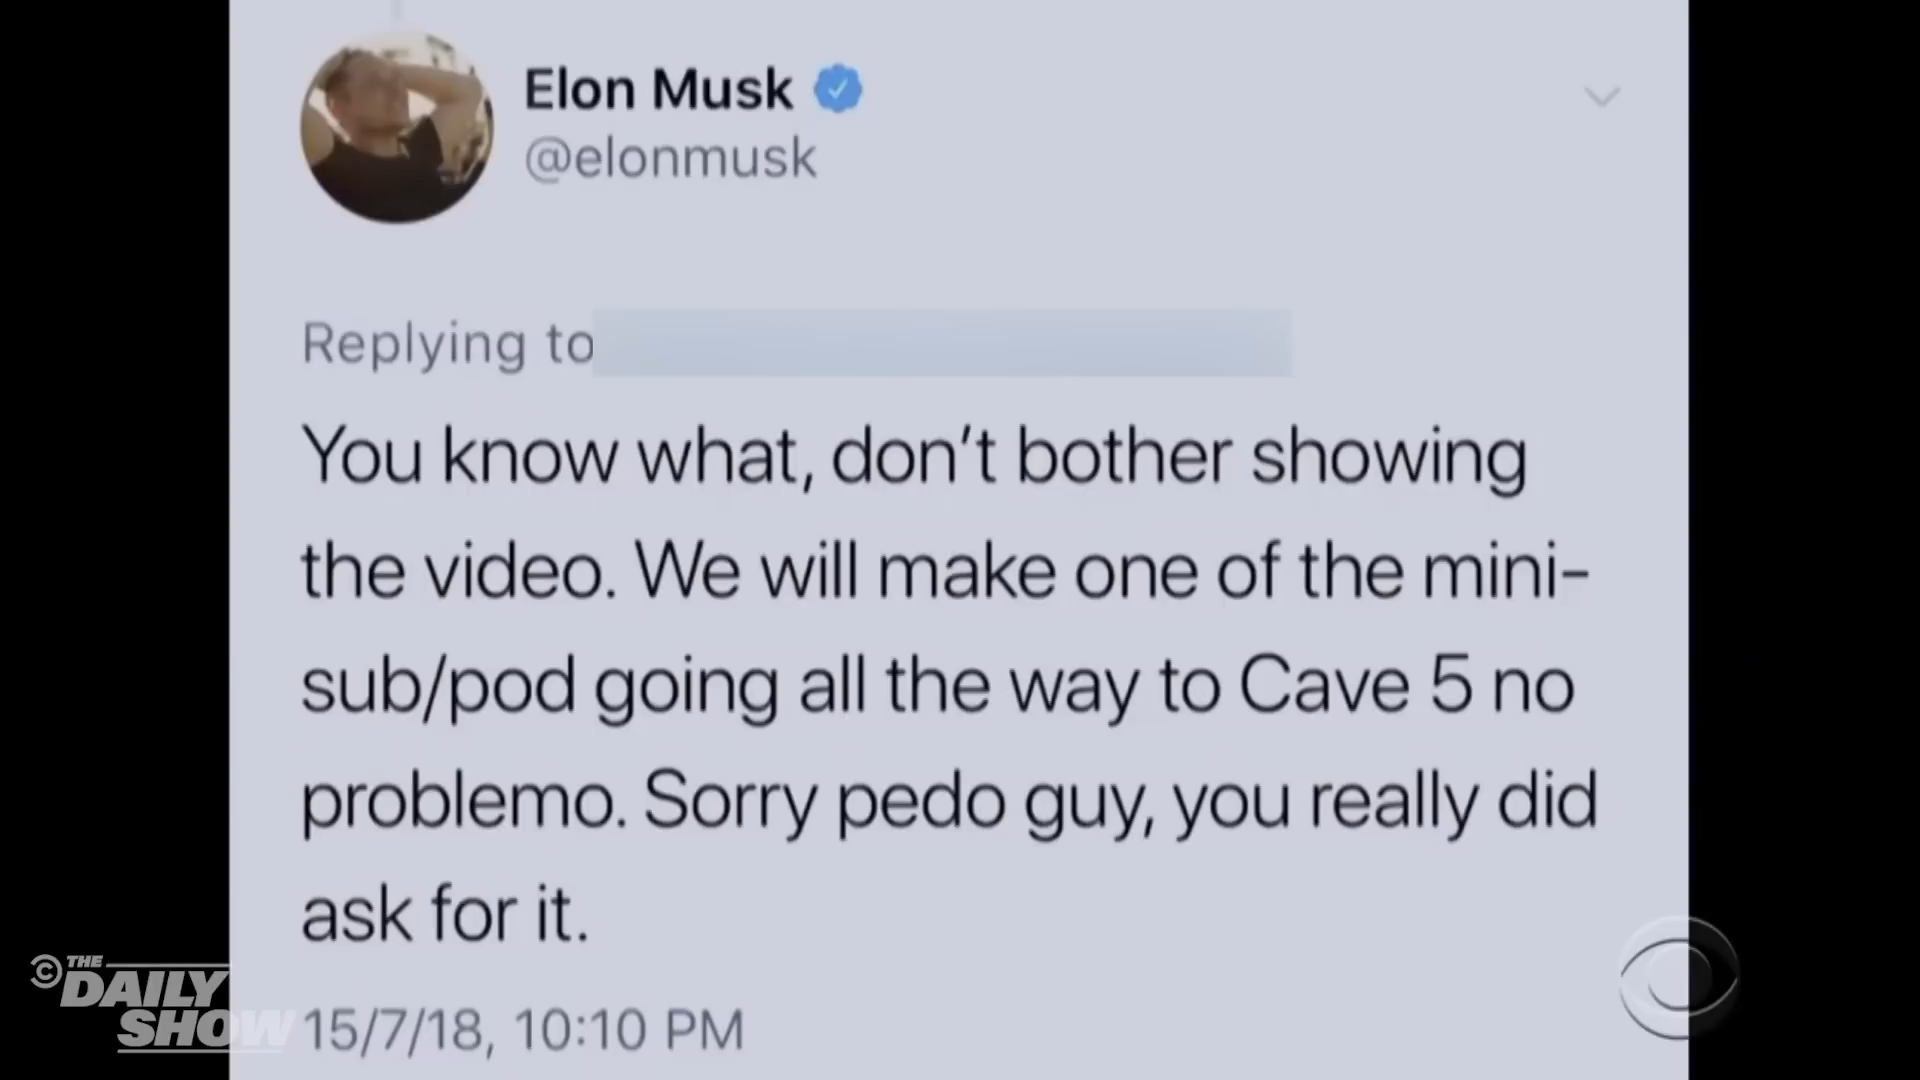 Elon Musk
@elonmusk
Replying to
You know what, don't bother showing
the video. We will make one of the mini-
sub/pod going all the way to Cave 5 no
problemo. Sorry pedo guy, you really did
ask for it.
15/7/18, 10:10 PM
THE
DAILY
SHOW